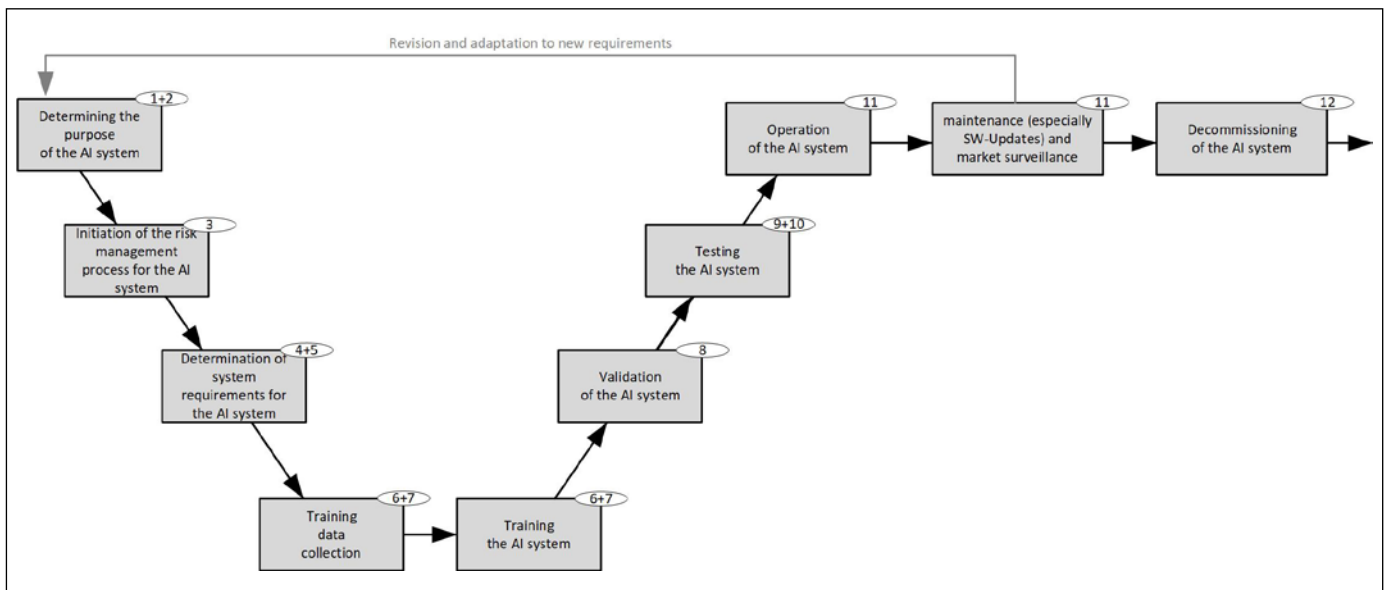 Revision and adaptation to new requirements
1+2
Determining the
purpose
of the AI system
3
Initiation of the risk
management
process for the AI
system
4+5
Determination of
system
requirements for
the AI system
6+7
Training
data
collection
6+7
Training
the AI system
8
Validation
of the AI system
9+10
Testing
the AI system
11
Operation
of the AI system
11
maintenance (especially
SW-Updates) and
market surveillance
12
Decommissioning
of the AI system